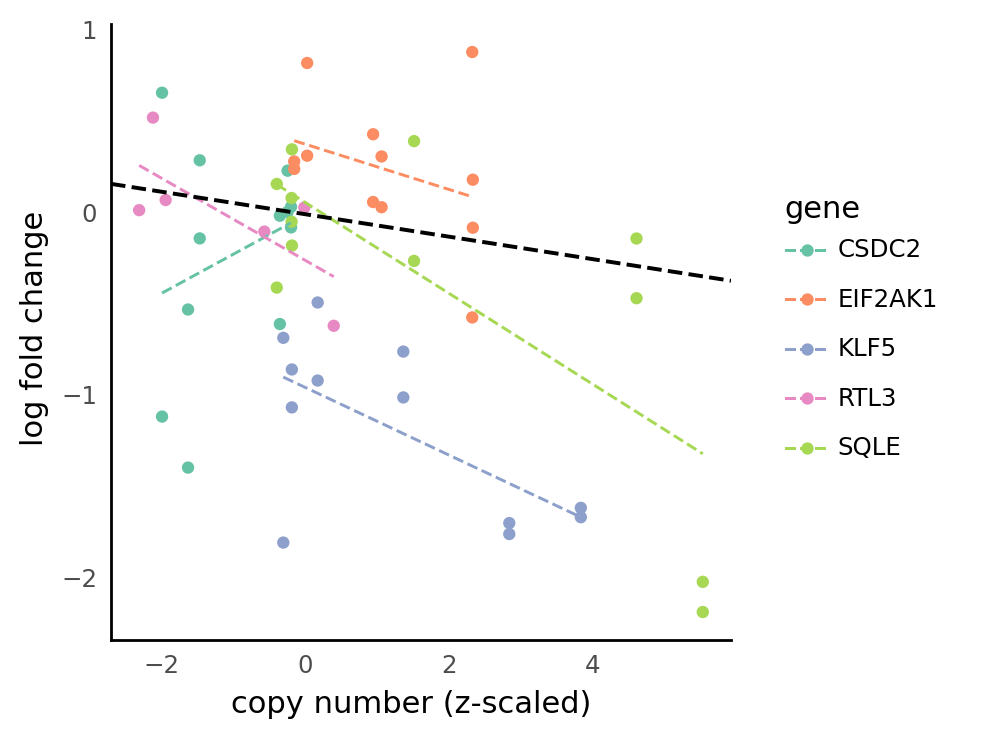 1
0
−1
−2
log fold change
−2 0 2 4
copy number (z-scaled)
gene
CSDC2
EIF2AK1
KLF5
RTL3
SQLE